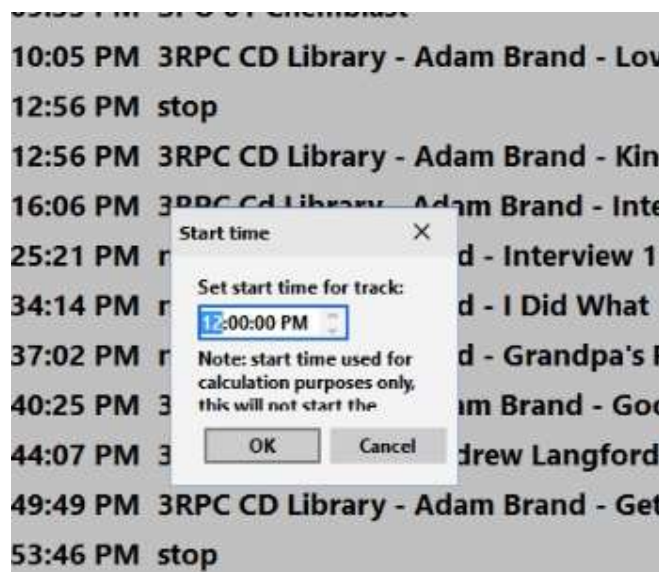 10:05 PM 3RPC CD Library - Adam Brand -
12:56 PM stop
12:56 PM 3RPC CD Library - Adam Brand -
16:06 PM Adam Brand -
25:21 PM - Interview 1
34:14 PM - I Did What
37:02 PM - Grandpa's
40:25 PM Brand -
44:07 PM Langford
49:49 PM 3RPC CD Library - Adam Brand - Get
53:46 PM stop
Start time
Set start time for track:
12:00:00 PM
Note: start time used for
calculation purposes only,
this will not start the
OK Cancel